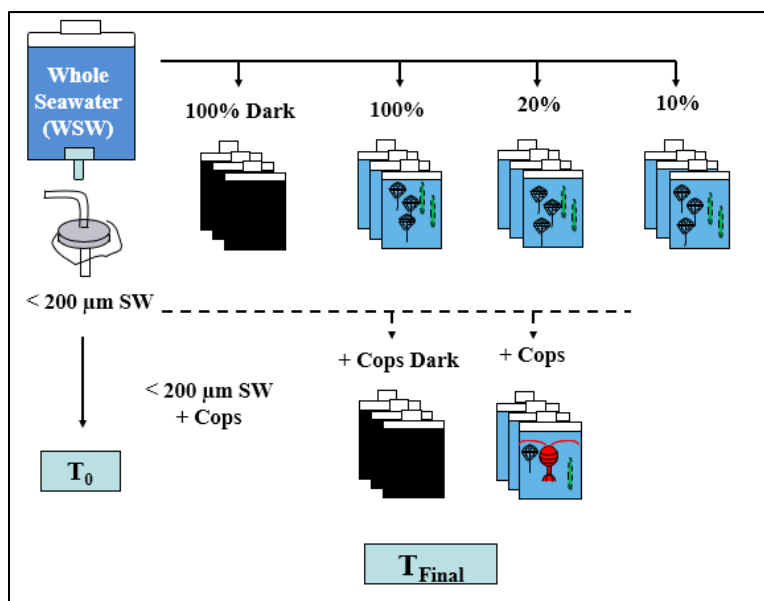 Whole
Seawater
(WSW)
100% Dark
100%
20%
10%
< 200 µm SW
+ Cops Dark
+ Cops
< 200 µm SW
+ Cops
T0
TFinal